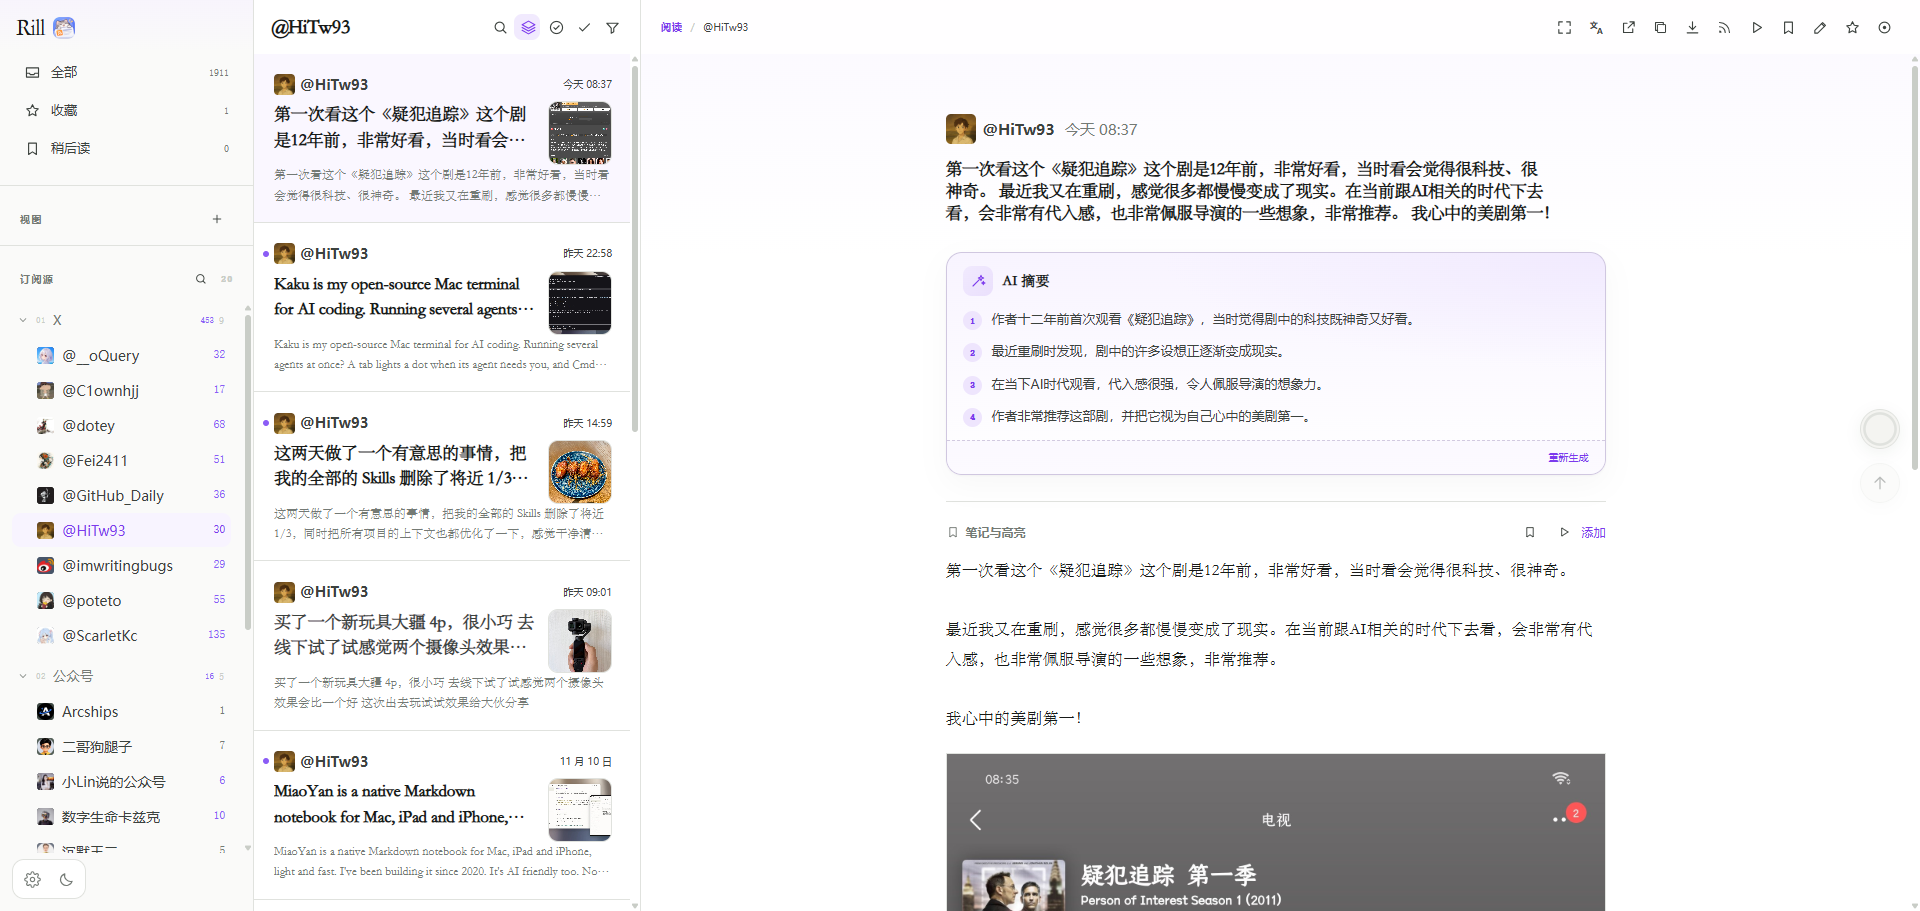 Rill
全部 1911
收藏 1
稍后读 0
视图
订阅源 20
01 X 453 9
@__oQuery 32
@C1ownhjj 17
@dotey 68
@Fei2411 51
@GitHub_Daily 36
@HiTw93 30
@imwritingbugs 29
@poteto 55
@ScarletKc 135
02 公众号 16 5
Arcships 1
二哥狗腿子 7
小Lin说的公众号 6
数字生命卡兹克 10
沉默王二 5
@HiTw93
@HiTw93 今天 08:37
第一次看这个《疑犯追踪》这个剧
是12年前，非常好看，当时看会…
第一次看这个《疑犯追踪》这个剧是12年前，非常好看，当时看
会觉得很科技、很神奇。 最近我又在重刷，感觉很多都慢慢…
@HiTw93 昨天 22:58
Kaku is my open-source Mac terminal
for AI coding. Running several agents…
Kaku is my open-source Mac terminal for AI coding. Running several
agents at once? A tab lights a dot when its agent needs you, and Cmd…
@HiTw93 昨天 14:59
这两天做了一个有意思的事情，把
我的全部的 Skills 删除了将近 1/3…
这两天做了一个有意思的事情，把我的全部的 Skills 删除了将近
1/3，同时把所有项目的上下文也都优化了一下，感觉干净清…
@HiTw93 昨天 09:01
买了一个新玩具大疆 4p，很小巧 去
线下试了试感觉两个摄像头效果…
买了一个新玩具大疆 4p，很小巧 去线下试了试感觉两个摄像头
效果会比一个好 这次出去玩试试效果给大伙分享
@HiTw93 11 月 10 日
MiaoYan is a native Markdown
notebook for Mac, iPad and iPhone,…
MiaoYan is a native Markdown notebook for Mac, iPad and iPhone,
light and fast. I've been building it since 2020. It's AI friendly too. No…
阅读 / @HiTw93
@HiTw93 今天 08:37
第一次看这个《疑犯追踪》这个剧是12年前，非常好看，当时看会觉得很科技、很
神奇。 最近我又在重刷，感觉很多都慢慢变成了现实。在当前跟AI相关的时代下去
看，会非常有代入感，也非常佩服导演的一些想象，非常推荐。 我心中的美剧第一！
AI 摘要
1 作者十二年前首次观看《疑犯追踪》，当时觉得剧中的科技既神奇又好看。
2 最近重刷时发现，剧中的许多设想正逐渐变成现实。
3 在当下AI时代观看，代入感很强，令人佩服导演的想象力。
4 作者非常推荐这部剧，并把它视为自己心中的美剧第一。
重新生成
笔记与高亮 添加
第一次看这个《疑犯追踪》这个剧是12年前，非常好看，当时看会觉得很科技、很神奇。
最近我又在重刷，感觉很多都慢慢变成了现实。在当前跟AI相关的时代下去看，会非常有代
入感，也非常佩服导演的一些想象，非常推荐。
我心中的美剧第一！
08:35
电视
2
疑犯追踪 第一季
Person of Interest Season 1 (2011)